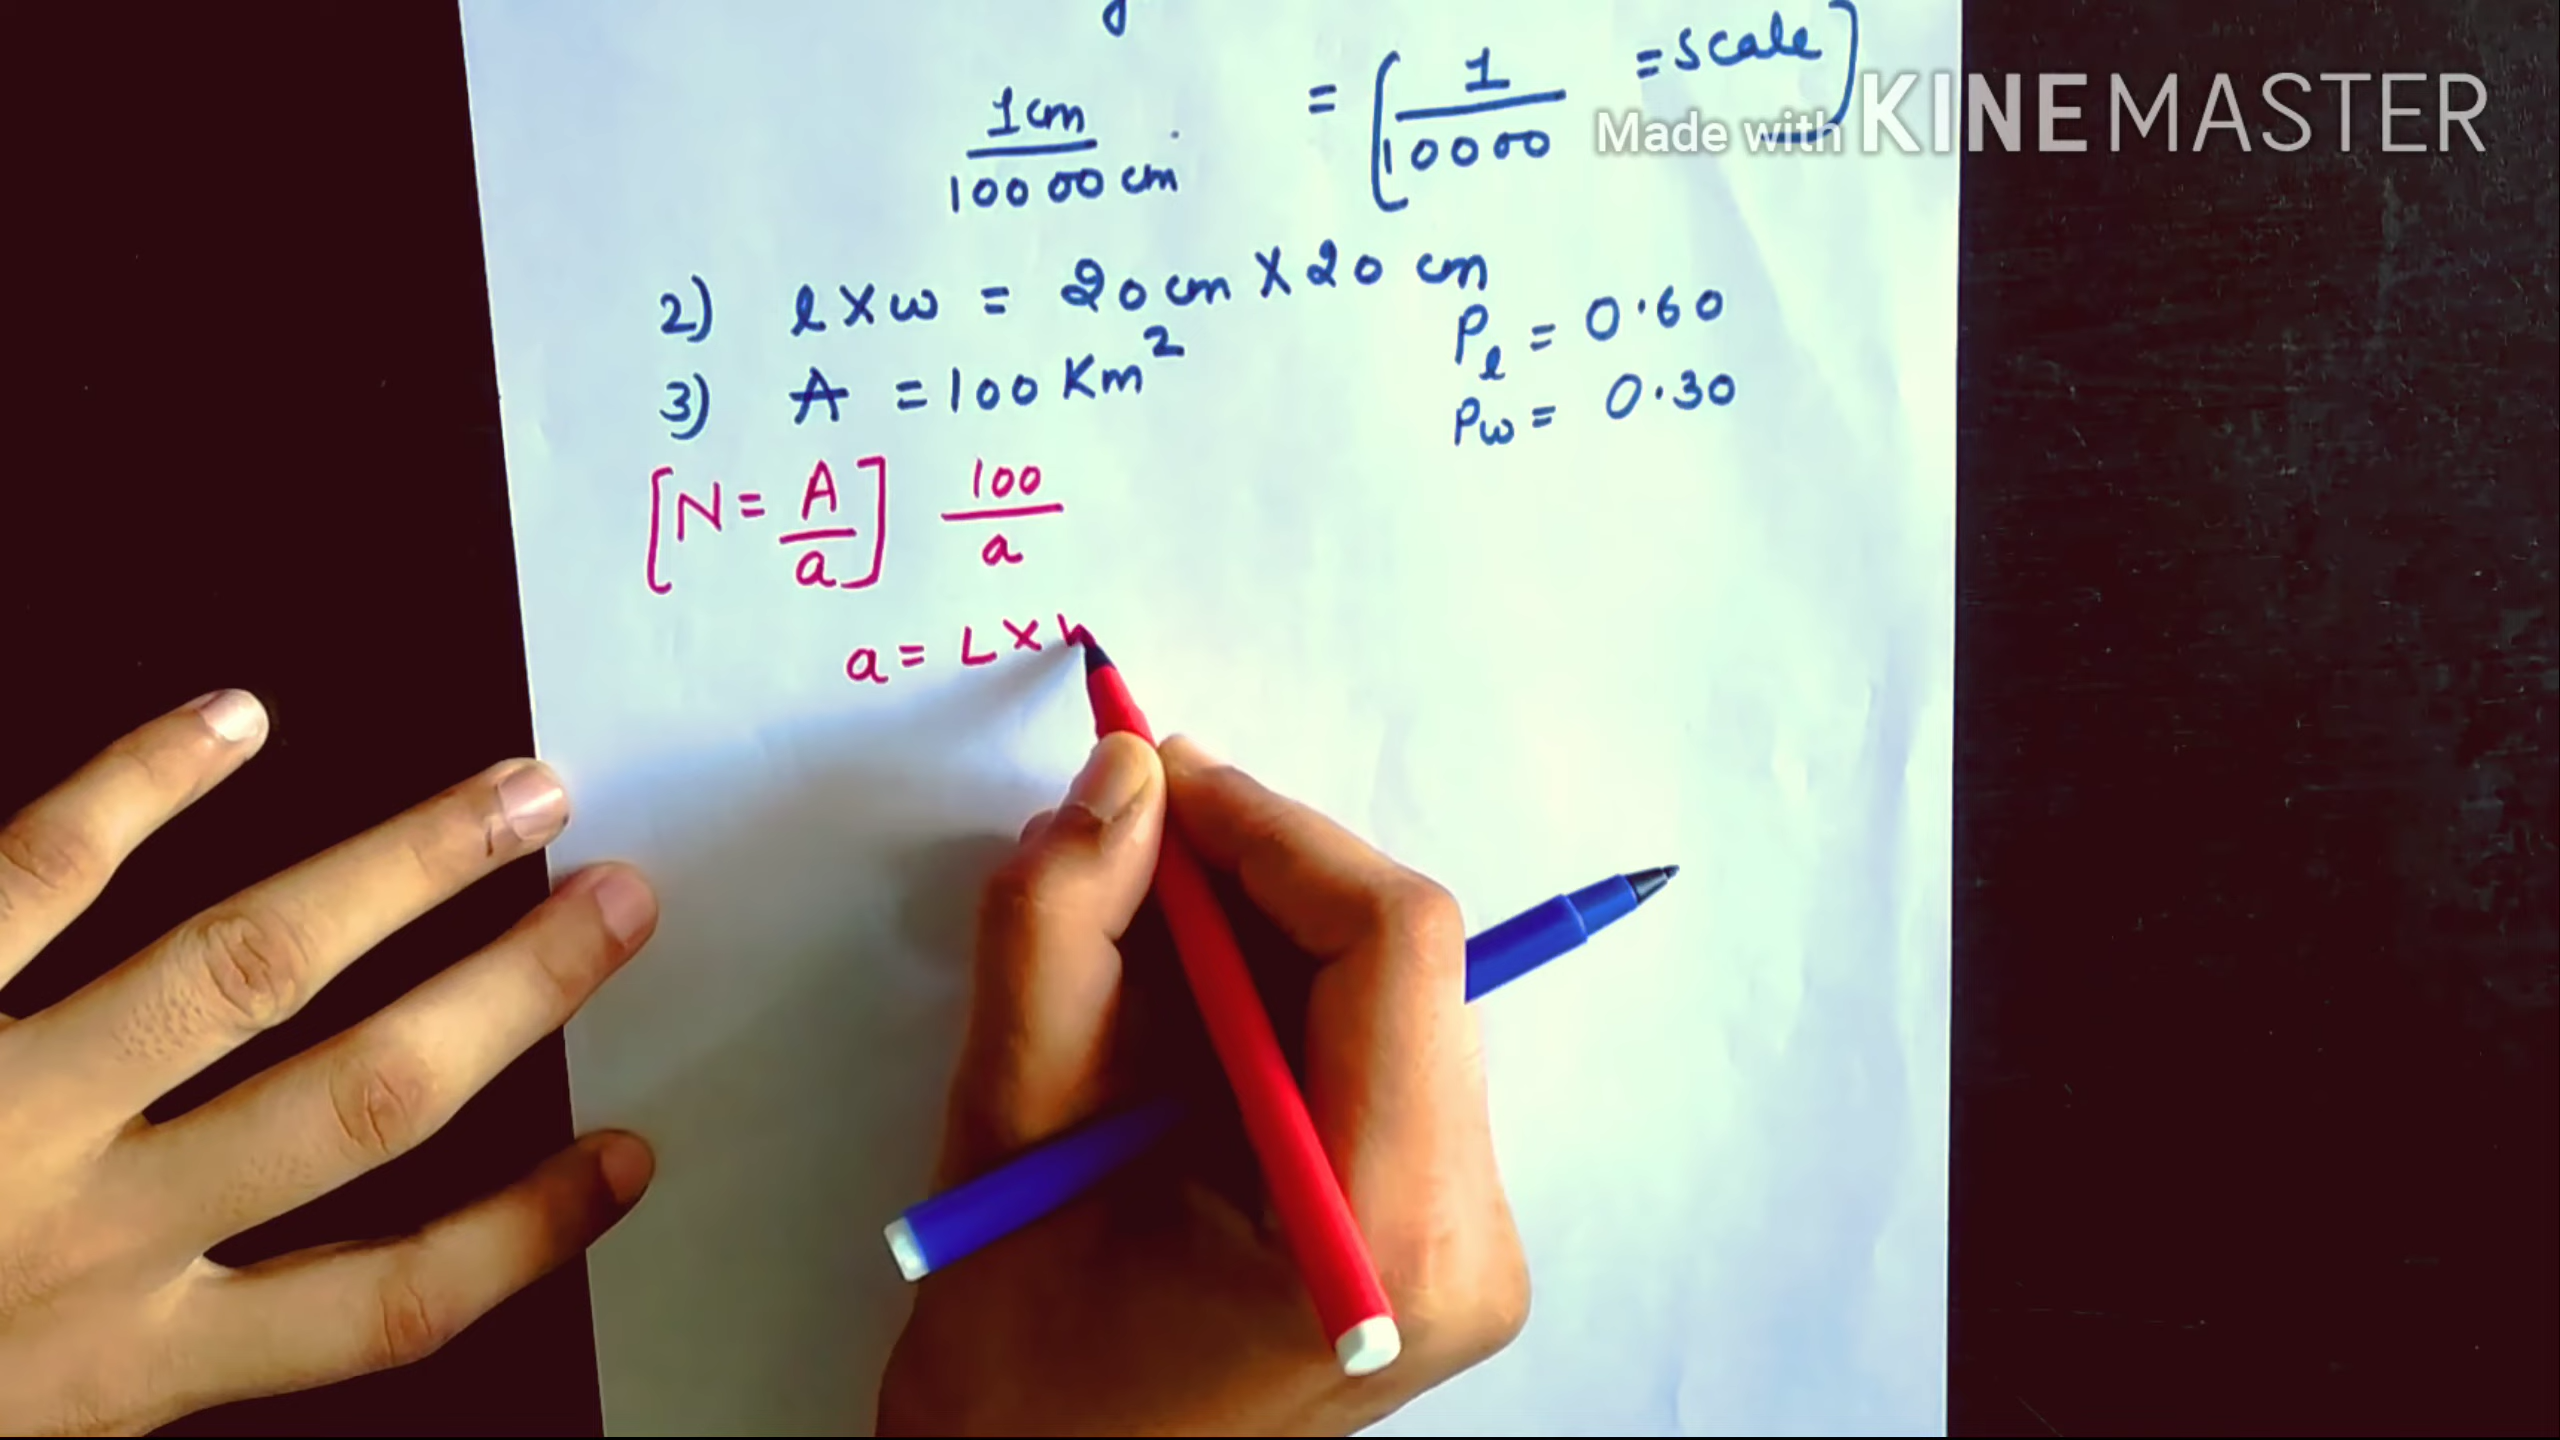 1cm / 10000 cm = [1 / 10000 = Scale]
Made with KINEMASTER
2) l X w = 20 cm X 20 cm
Pl = 0.60
3) A = 100 Km²
Pw = 0.30
[N = A / a] 100 / a
a = L X